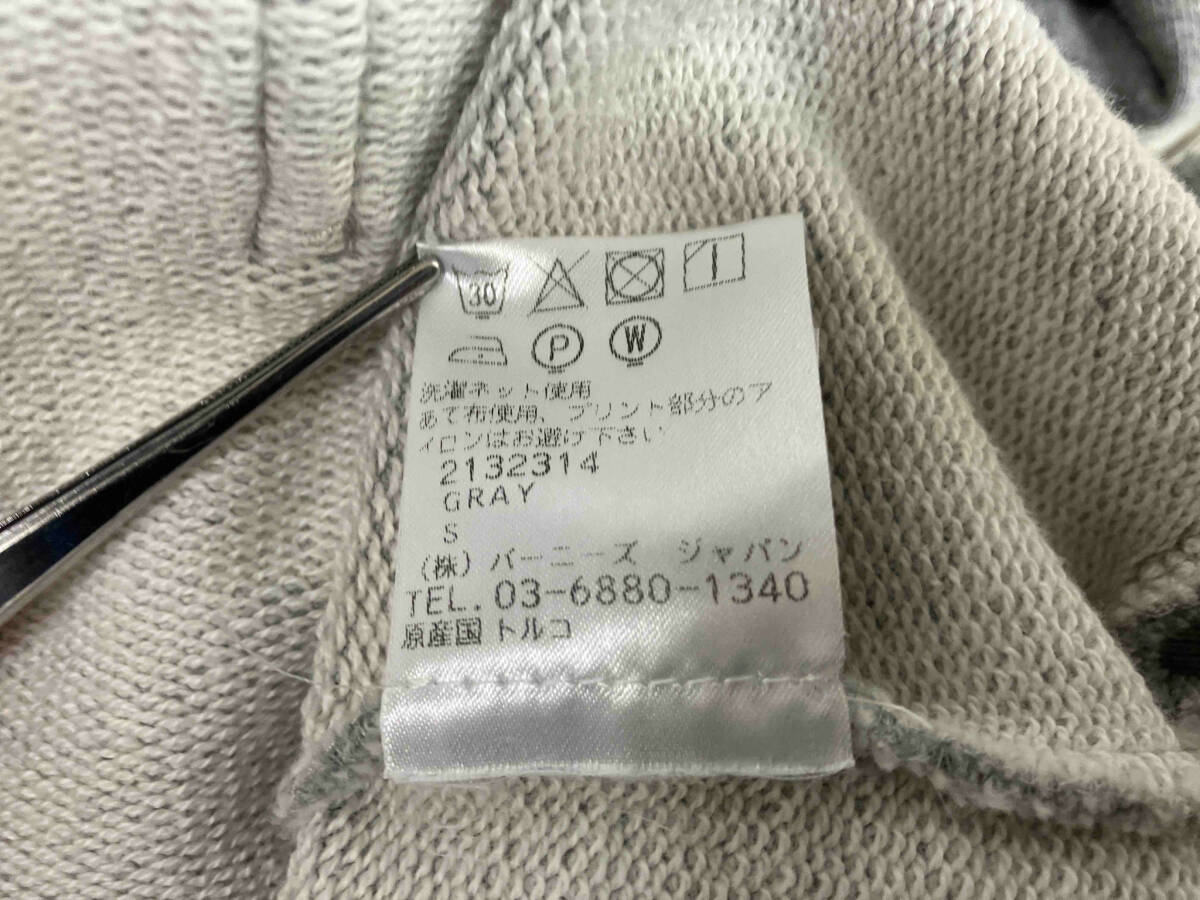 30
P W
洗濯ネット使用
あて布使用、プリント部分のア
イロンはお避け下さい
2132314
GRAY
S
(株) バーニーズ ジャパン
TEL. 03-6880-1340
原産国 トルコ